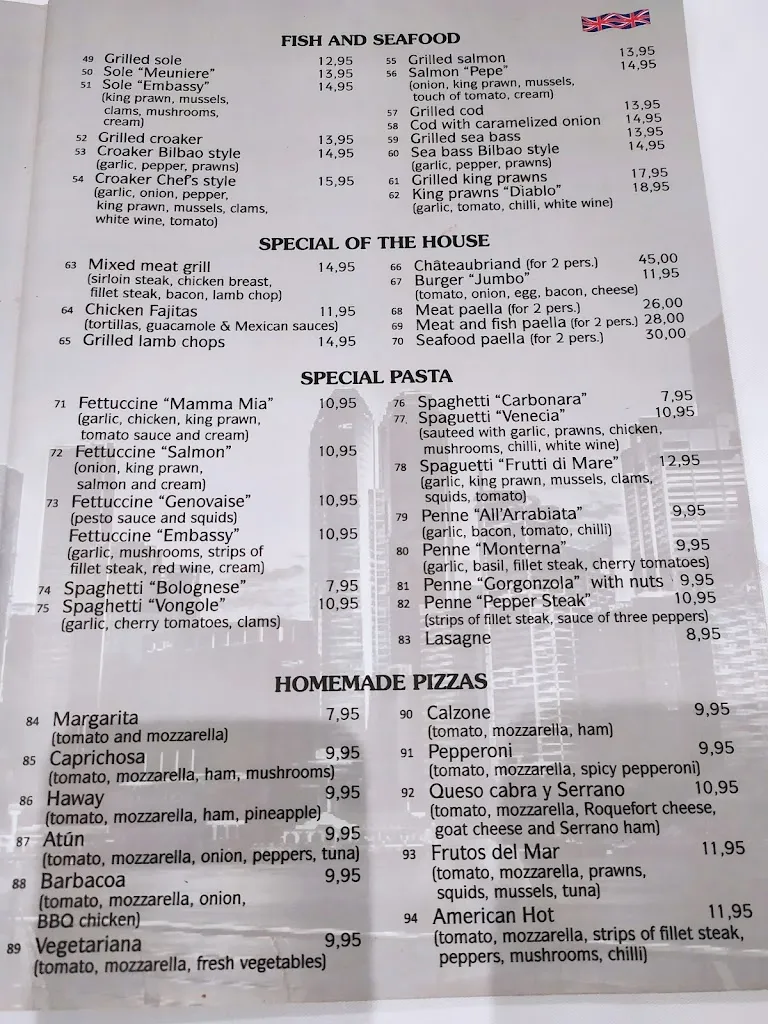 FISH AND SEAFOOD
49 Grilled sole 12,95
50 Sole "Meuniere" 13,95
51 Sole "Embassy" 14,95
(king prawn, mussels,
clams, mushrooms,
cream)
52 Grilled croaker 13,95
53 Croaker Bilbao style 14,95
(garlic, pepper, prawns)
54 Croaker Chef's style 15,95
(garlic, onion, pepper,
king prawn, mussels, clams,
white wine, tomato)
55 Grilled salmon 13,95
56 Salmon "Pepe" 14,95
(onion, king prawn, mussels,
touch of tomato, cream)
57 Grilled cod 13,95
58 Cod with caramelized onion 14,95
59 Grilled sea bass 13,95
60 Sea bass Bilbao style 14,95
(garlic, pepper, prawns)
61 Grilled king prawns 17,95
62 King prawns "Diablo" 18,95
(garlic, tomato, chilli, white wine)
SPECIAL OF THE HOUSE
63 Mixed meat grill 14,95
(sirloin steak, chicken breast,
fillet steak, bacon, lamb chop)
64 Chicken Fajitas 11,95
(tortillas, guacamole & Mexican sauces)
65 Grilled lamb chops 14,95
66 Châteaubriand (for 2 pers.) 45,00
67 Burger "Jumbo" 11,95
(tomato, onion, egg, bacon, cheese)
68 Meat paella (for 2 pers.) 26,00
69 Meat and fish paella (for 2 pers.) 28,00
70 Seafood paella (for 2 pers.) 30,00
SPECIAL PASTA
71 Fettuccine "Mamma Mia" 10,95
(garlic, chicken, king prawn,
tomato sauce and cream)
72 Fettuccine "Salmon" 10,95
(onion, king prawn,
salmon and cream)
73 Fettuccine "Genovaise" 10,95
(pesto sauce and squids)
Fettuccine "Embassy" 10,95
(garlic, mushrooms, strips of
fillet steak, red wine, cream)
74 Spaghetti "Bolognese" 7,95
75 Spaghetti "Vongole" 10,95
(garlic, cherry tomatoes, clams)
76 Spaghetti "Carbonara" 7,95
77 Spaguetti "Venecia" 10,95
(sauteed with garlic, prawns, chicken,
mushrooms, chilli, white wine)
78 Spaguetti "Frutti di Mare" 12,95
(garlic, king prawn, mussels, clams,
squids, tomato)
79 Penne "All'Arrabiata" 9,95
(garlic, bacon, tomato, chilli)
80 Penne "Monterna" 9,95
(garlic, basil, fillet steak, cherry tomatoes)
81 Penne "Gorgonzola" with nuts 9,95
82 Penne "Pepper Steak" 10,95
(strips of fillet steak, sauce of three peppers)
83 Lasagne 8,95
HOMEMADE PIZZAS
84 Margarita 7,95
(tomato and mozzarella)
85 Caprichosa 9,95
(tomato, mozzarella, ham, mushrooms)
86 Haway 9,95
(tomato, mozzarella, ham, pineapple)
87 Atún 9,95
(tomato, mozzarella, onion, peppers, tuna)
88 Barbacoa 9,95
(tomato, mozzarella, onion,
BBQ chicken)
89 Vegetariana 9,95
(tomato, mozzarella, fresh vegetables)
90 Calzone 9,95
(tomato, mozzarella, ham)
91 Pepperoni 9,95
(tomato, mozzarella, spicy pepperoni)
92 Queso cabra y Serrano 10,95
(tomato, mozzarella, Roquefort cheese,
goat cheese and Serrano ham)
93 Frutos del Mar 11,95
(tomato, mozzarella, prawns,
squids, mussels, tuna)
94 American Hot 11,95
(tomato, mozzarella, strips of fillet steak,
peppers, mushrooms, chilli)